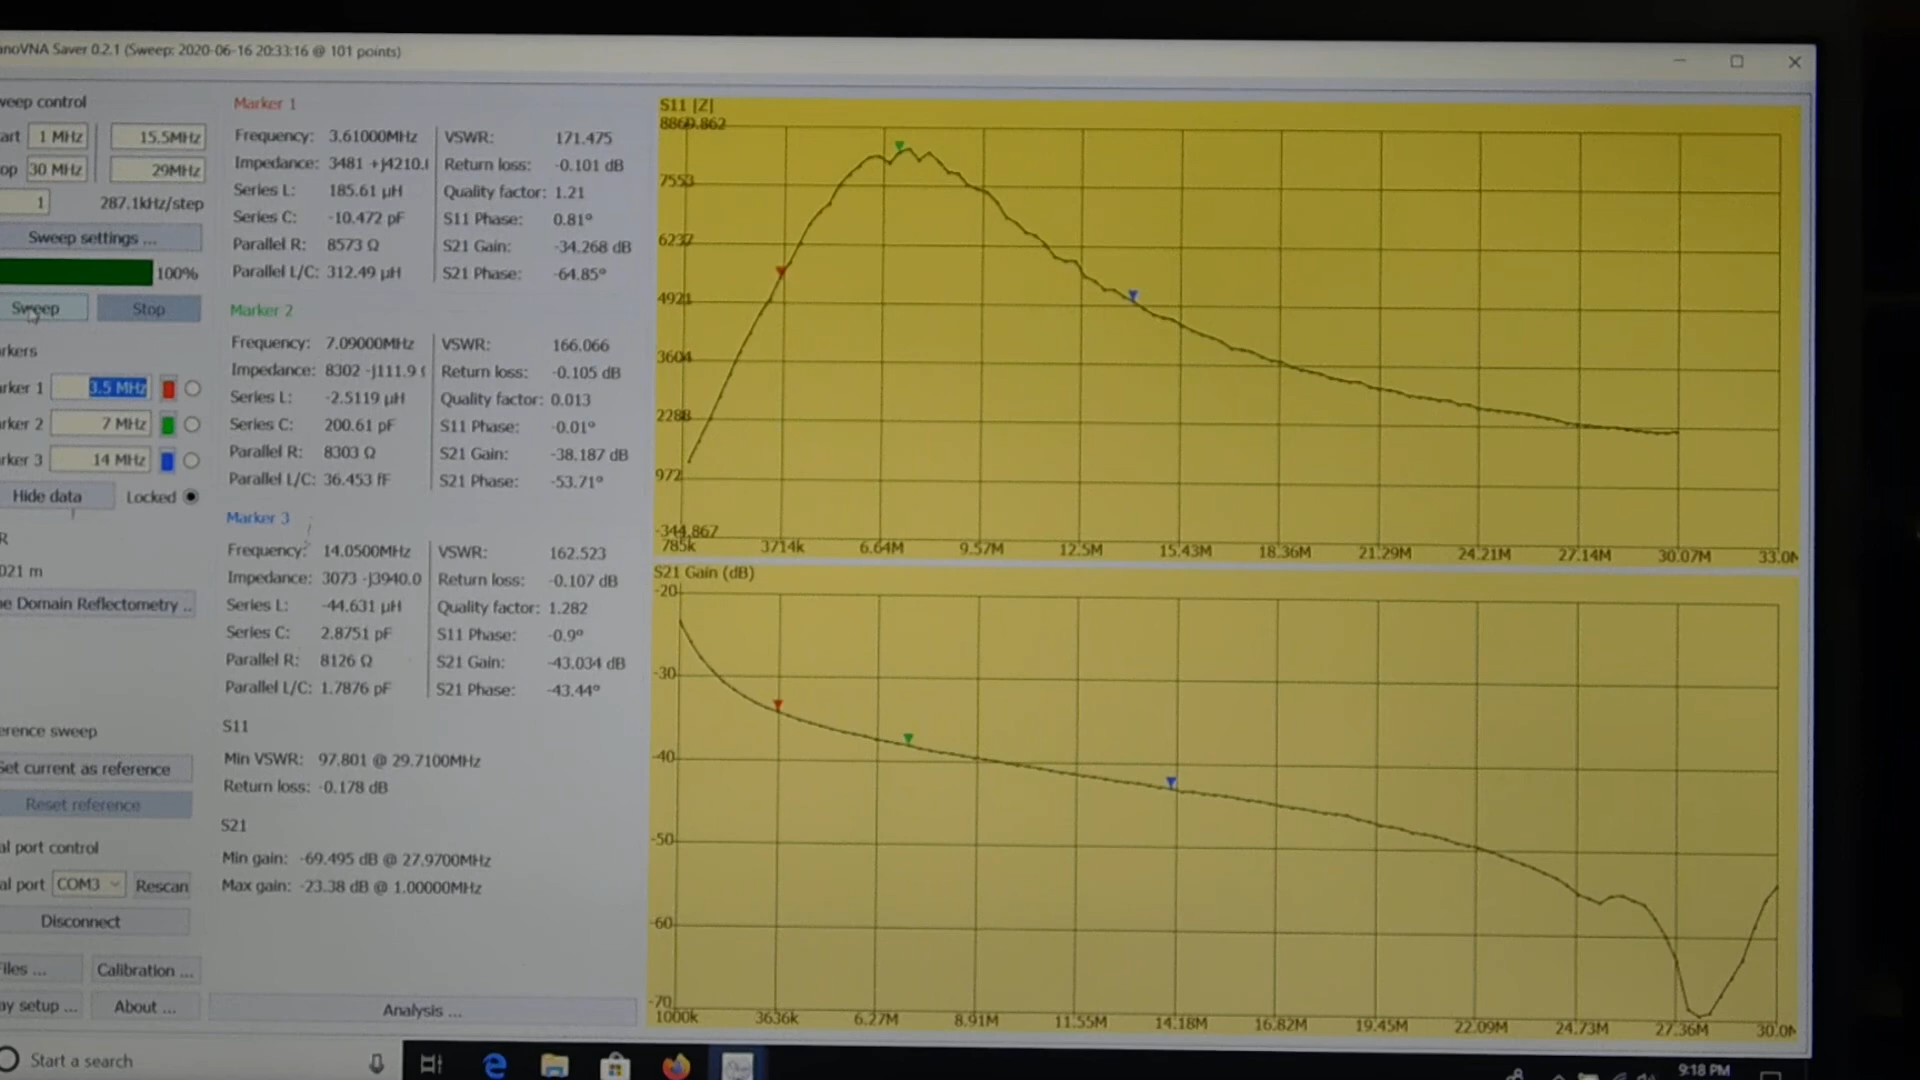 anoVNA Saver 0.2.1 (Sweep: 2020-06-16 20:33:16 @ 101 points)
weep control
art 1 MHz 15.5MHz
op 30 MHz 29MHz
1 287.1kHz/step
Sweep settings ...
100%
Sweep Stop
rkers
rker 1 3.5 MHz
rker 2 7 MHz
rker 3 14 MHz
Hide data Locked
R
021 m
ne Domain Reflectometry ..
erence sweep
Set current as reference
Reset reference
al port control
al port COM3 Rescan
Disconnect
Files ... Calibration ...
ay setup ... About ...
Marker 1
Frequency: 3.61000MHz VSWR: 171.475
Impedance: 3481 +j4210.( Return loss: -0.101 dB
Series L: 185.61 µH Quality factor: 1.21
Series C: -10.472 pF S11 Phase: 0.81°
Parallel R: 8573 Ω S21 Gain: -34.268 dB
Parallel L/C: 312.49 µH S21 Phase: -64.85°
Marker 2
Frequency: 7.09000MHz VSWR: 166.066
Impedance: 8302 -j111.9 Return loss: -0.105 dB
Series L: -2.5119 µH Quality factor: 0.013
Series C: 200.61 pF S11 Phase: -0.01°
Parallel R: 8303 Ω S21 Gain: -38.187 dB
Parallel L/C: 36.453 fF S21 Phase: -53.71°
Marker 3
Frequency: 14.0500MHz VSWR: 162.523
Impedance: 3073 -j3940.0 Return loss: -0.107 dB
Series L: -44.631 µH Quality factor: 1.282
Series C: 2.8751 pF S11 Phase: -0.9°
Parallel R: 8126 Ω S21 Gain: -43.034 dB
Parallel L/C: 1.7876 pF S21 Phase: -43.44°
S11
Min VSWR: 97.801 @ 29.7100MHz
Return loss: -0.178 dB
S21
Min gain: -69.495 dB @ 27.9700MHz
Max gain: -23.38 dB @ 1.00000MHz
Analysis ...
S11 |Z|
8869.862
7553
6237
4921
3604
2288
972
-344.867
785k 3714k 6.64M 9.57M 12.5M 15.43M 18.36M 21.29M 24.21M 27.14M 30.07M 33.0M
S21 Gain (dB)
-20
-30
-40
-50
-60
-70
1000k 3636k 6.27M 8.91M 11.55M 14.18M 16.82M 19.45M 22.09M 24.73M 27.36M 30.0M
Start a search
9:18 PM